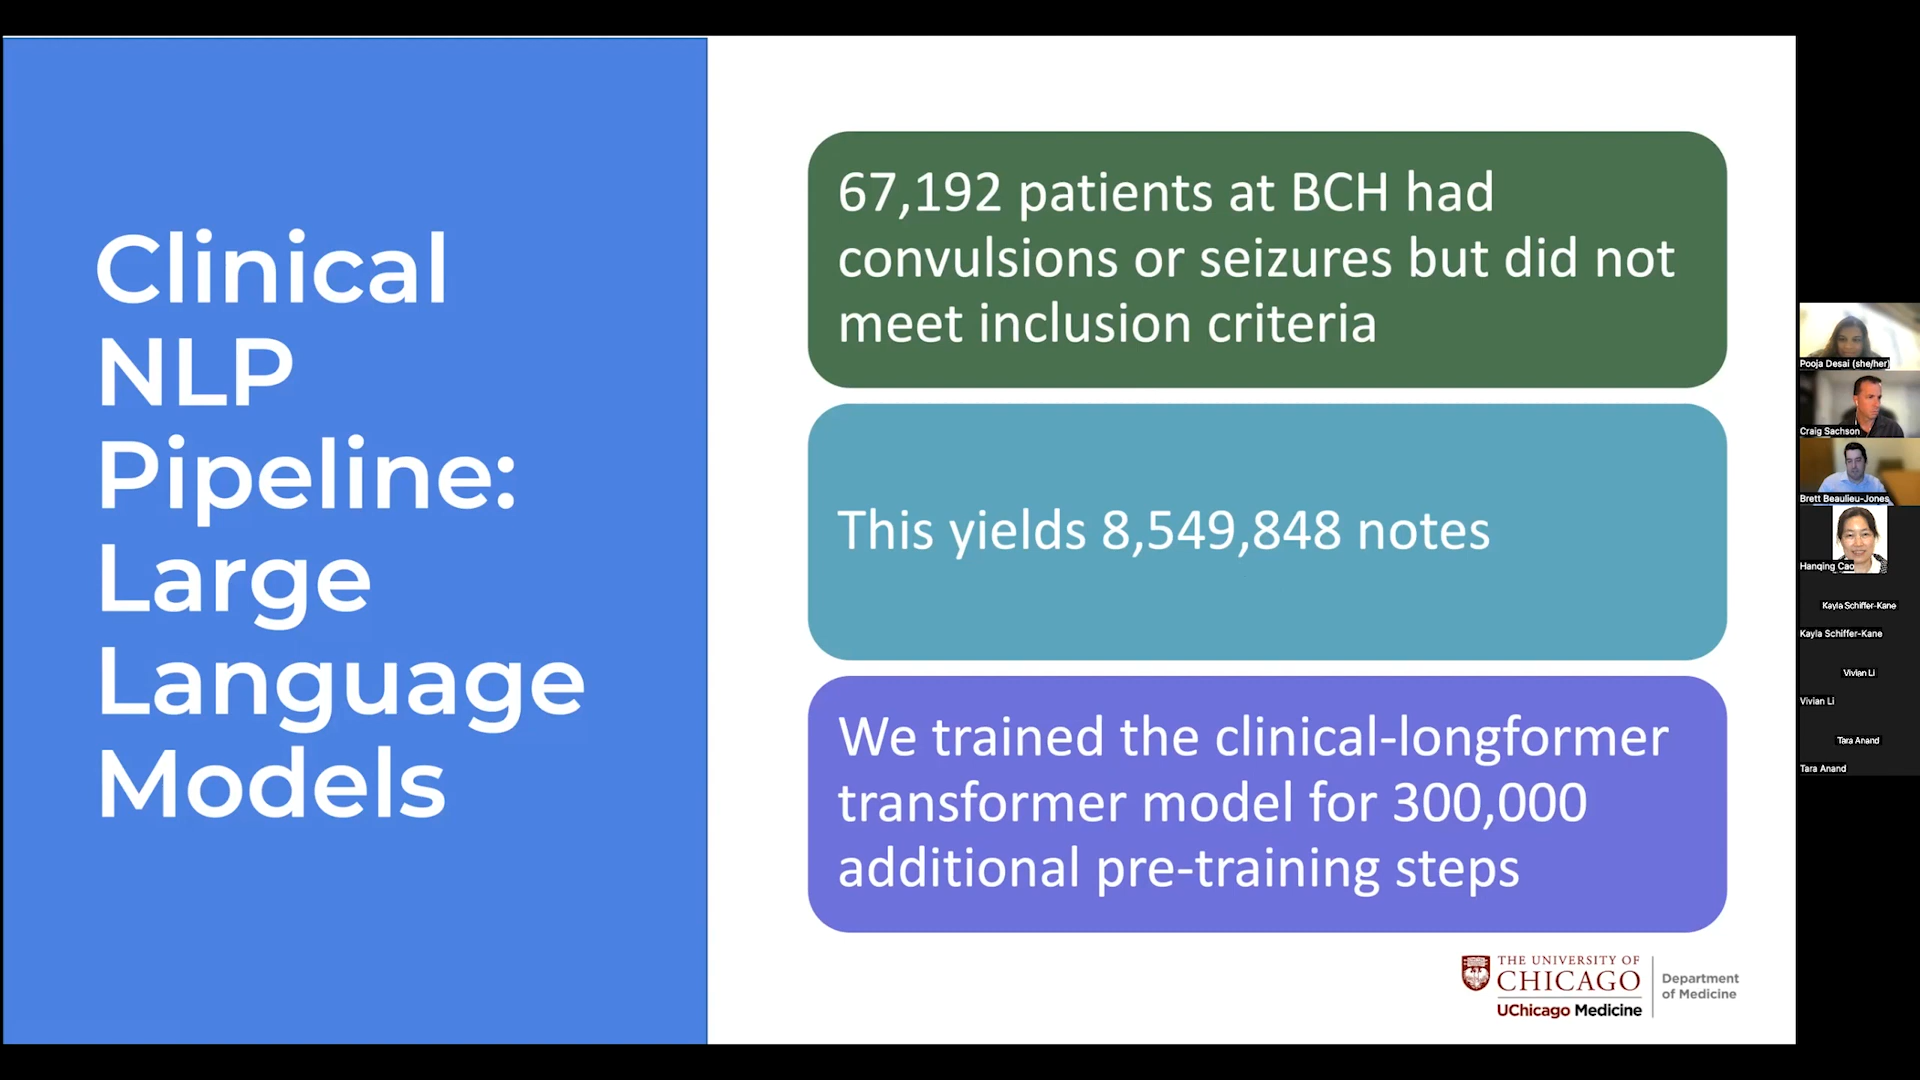 Clinical
NLP
Pipeline:
Large
Language
Models
67,192 patients at BCH had
convulsions or seizures but did not
meet inclusion criteria
This yields 8,549,848 notes
We trained the clinical-longformer
transformer model for 300,000
additional pre-training steps
THE UNIVERSITY OF
CHICAGO
UChicago Medicine
Department
of Medicine
Pooja Desai (she/her)
Craig Sachson
Brett Beaulieu-Jones
Hanqing Cao
Kayla Schiffer-Kane
Kayla Schiffer-Kane
Vivian Li
Vivian Li
Tara Anand
Tara Anand